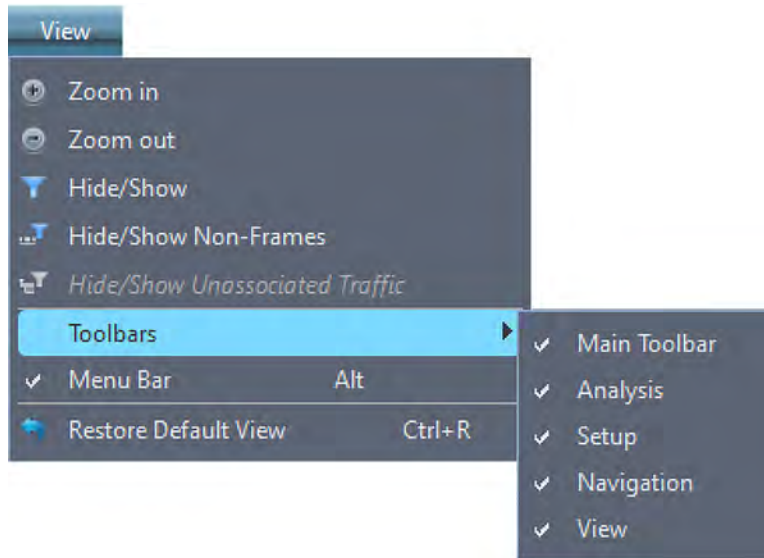 View
Zoom in
Zoom out
Hide/Show
Hide/Show Non-Frames
Hide/Show Unassociated Traffic
Toolbars
Menu Bar Alt
Restore Default View Ctrl+R
Main Toolbar
Analysis
Setup
Navigation
View